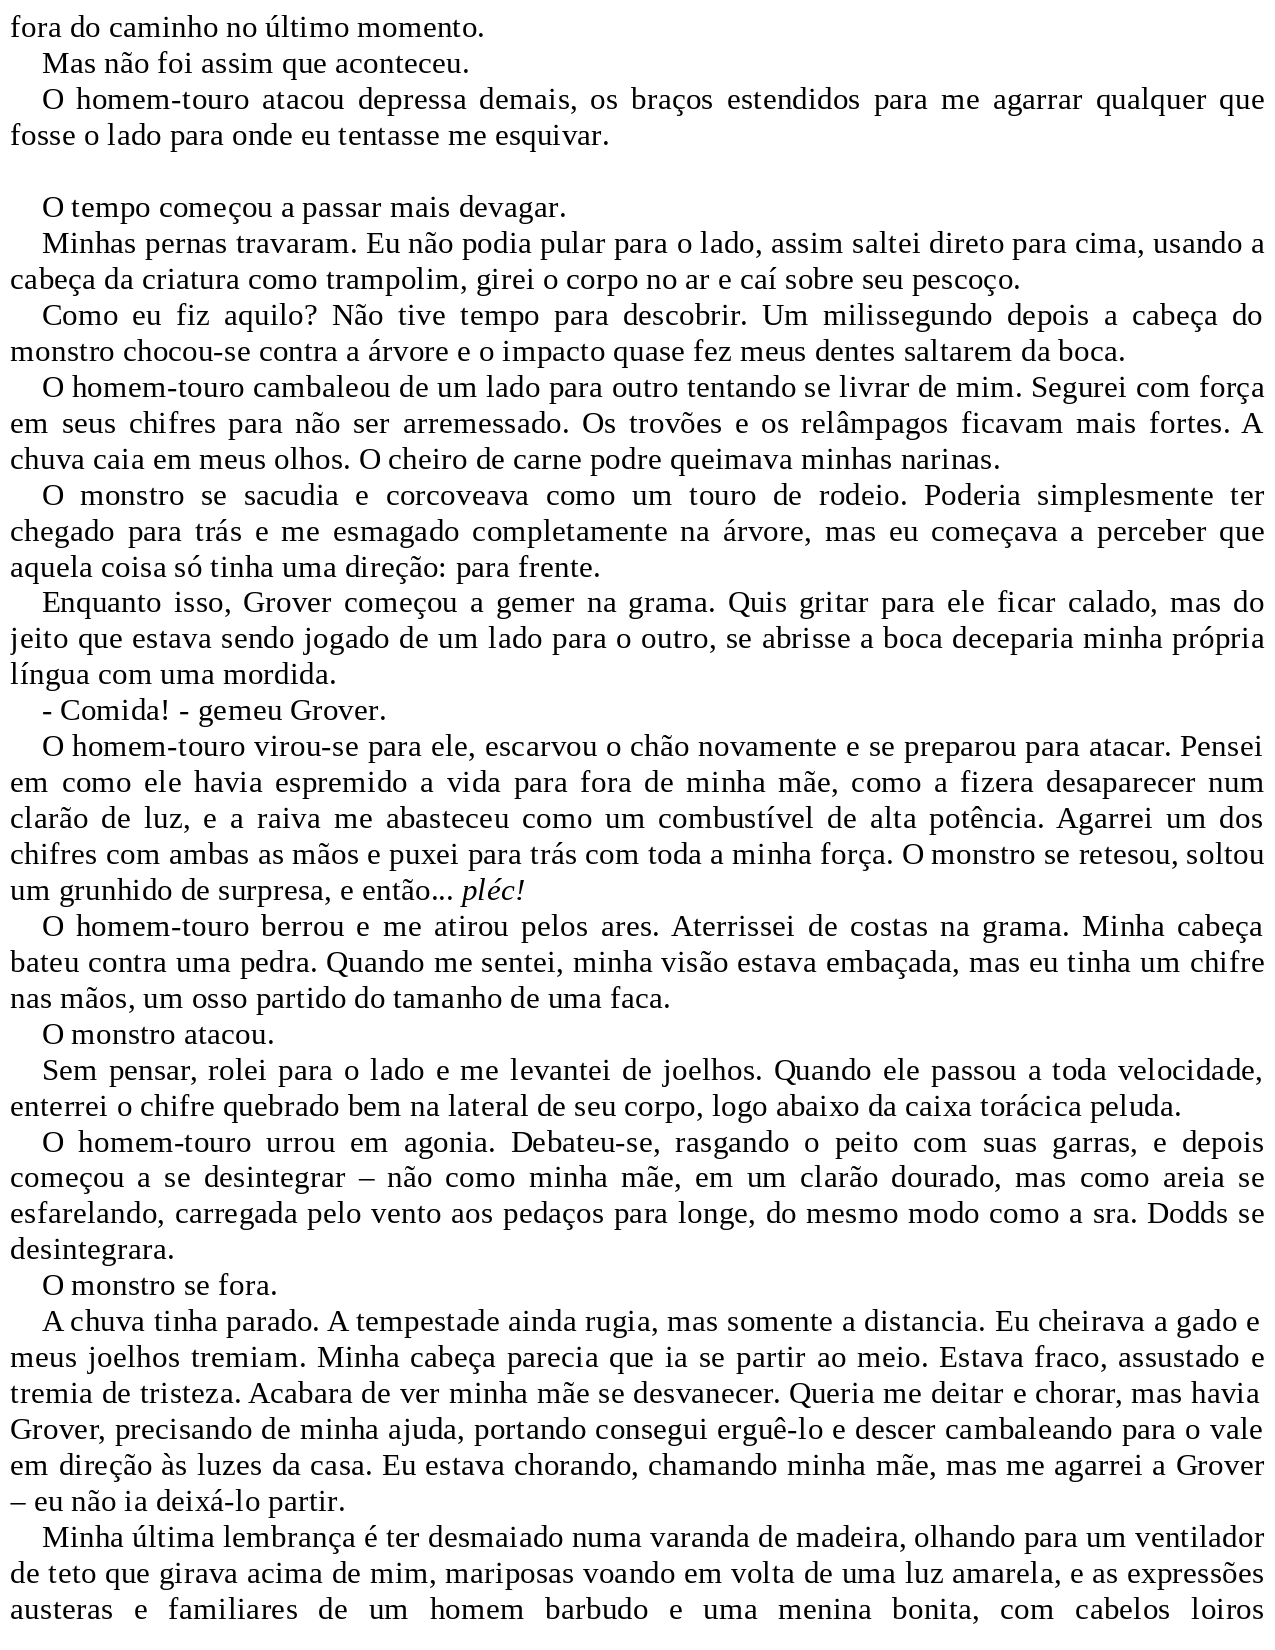 fora do caminho no último momento.
Mas não foi assim que aconteceu.
O homem-touro atacou depressa demais, os braços estendidos para me agarrar qualquer que
fosse o lado para onde eu tentasse me esquivar.
O tempo começou a passar mais devagar.
Minhas pernas travaram. Eu não podia pular para o lado, assim saltei direto para cima, usando a
cabeça da criatura como trampolim, girei o corpo no ar e caí sobre seu pescoço.
Como eu fiz aquilo? Não tive tempo para descobrir. Um milissegundo depois a cabeça do
monstro chocou-se contra a árvore e o impacto quase fez meus dentes saltarem da boca.
O homem-touro cambaleou de um lado para outro tentando se livrar de mim. Segurei com força
em seus chifres para não ser arremessado. Os trovões e os relâmpagos ficavam mais fortes. A
chuva caia em meus olhos. O cheiro de carne podre queimava minhas narinas.
O monstro se sacudia e corcoveava como um touro de rodeio. Poderia simplesmente ter
chegado para trás e me esmagado completamente na árvore, mas eu começava a perceber que
aquela coisa só tinha uma direção: para frente.
Enquanto isso, Grover começou a gemer na grama. Quis gritar para ele ficar calado, mas do
jeito que estava sendo jogado de um lado para o outro, se abrisse a boca deceparia minha própria
língua com uma mordida.
- Comida! - gemeu Grover.
O homem-touro virou-se para ele, escarvou o chão novamente e se preparou para atacar. Pensei
em como ele havia espremido a vida para fora de minha mãe, como a fizera desaparecer num
clarão de luz, e a raiva me abasteceu como um combustível de alta potência. Agarrei um dos
chifres com ambas as mãos e puxei para trás com toda a minha força. O monstro se retesou, soltou
um grunhido de surpresa, e então... pléc!
O homem-touro berrou e me atirou pelos ares. Aterrissei de costas na grama. Minha cabeça
bateu contra uma pedra. Quando me sentei, minha visão estava embaçada, mas eu tinha um chifre
nas mãos, um osso partido do tamanho de uma faca.
O monstro atacou.
Sem pensar, rolei para o lado e me levantei de joelhos. Quando ele passou a toda velocidade,
enterrei o chifre quebrado bem na lateral de seu corpo, logo abaixo da caixa torácica peluda.
O homem-touro urrou em agonia. Debateu-se, rasgando o peito com suas garras, e depois
começou a se desintegrar – não como minha mãe, em um clarão dourado, mas como areia se
esfarelando, carregada pelo vento aos pedaços para longe, do mesmo modo como a sra. Dodds se
desintegrara.
O monstro se fora.
A chuva tinha parado. A tempestade ainda rugia, mas somente a distancia. Eu cheirava a gado e
meus joelhos tremiam. Minha cabeça parecia que ia se partir ao meio. Estava fraco, assustado e
tremia de tristeza. Acabara de ver minha mãe se desvanecer. Queria me deitar e chorar, mas havia
Grover, precisando de minha ajuda, portando consegui erguê-lo e descer cambaleando para o vale
em direção às luzes da casa. Eu estava chorando, chamando minha mãe, mas me agarrei a Grover
– eu não ia deixá-lo partir.
Minha última lembrança é ter desmaiado numa varanda de madeira, olhando para um ventilador
de teto que girava acima de mim, mariposas voando em volta de uma luz amarela, e as expressões
austeras e familiares de um homem barbudo e uma menina bonita, com cabelos loiros